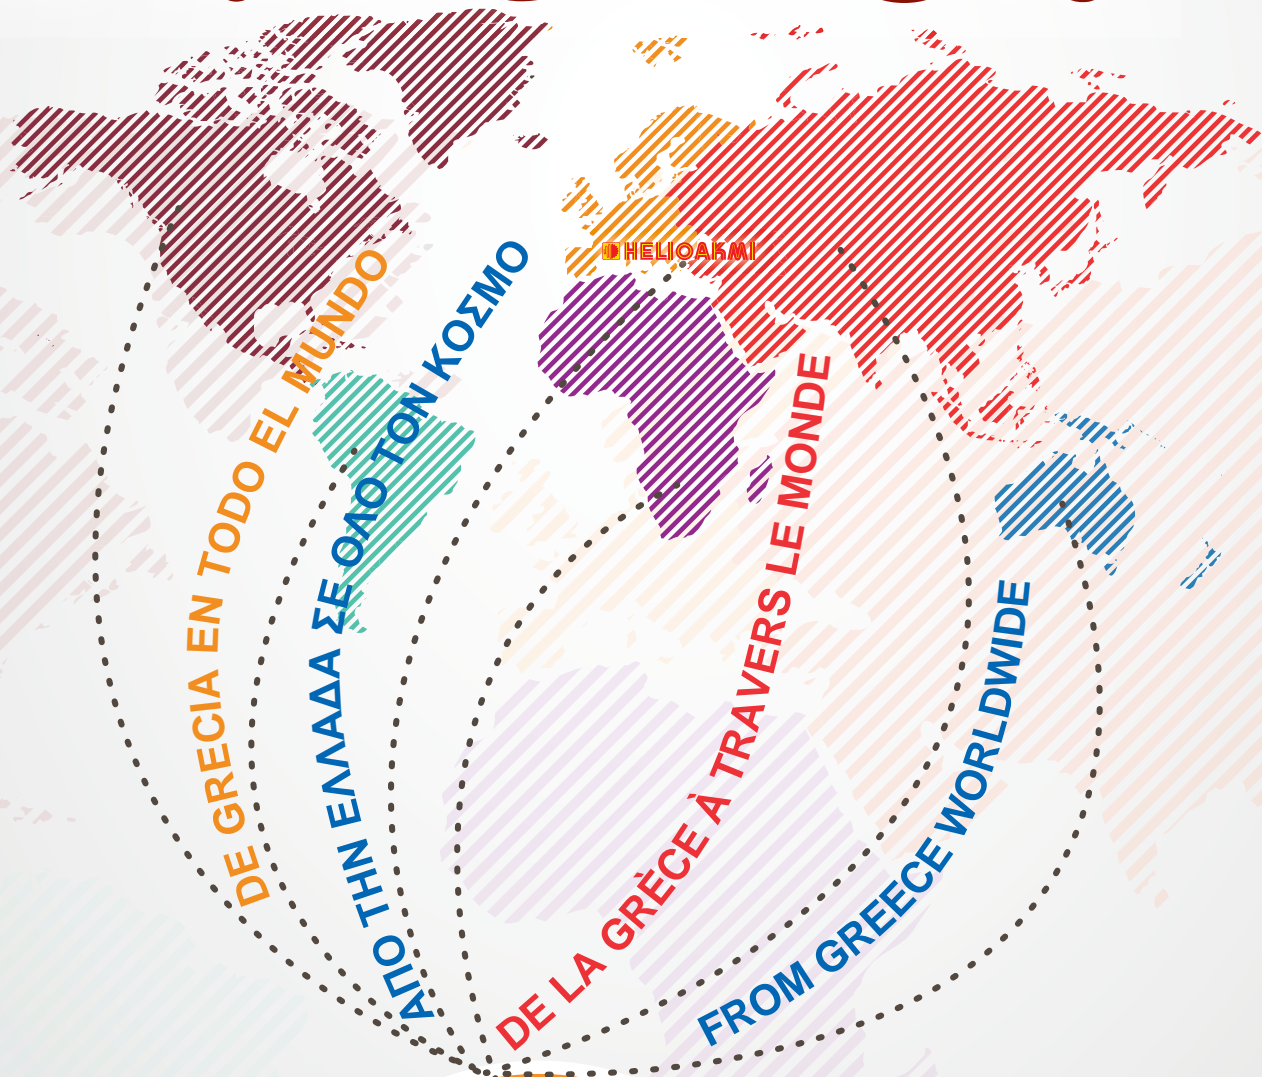 HELIOAKMI
DE GRECIA EN TODO EL MUNDO
ΑΠΟ ΤΗΝ ΕΛΛΑΔΑ ΣΕ ΟΛΟ ΤΟΝ ΚΟΣΜΟ
DE LA GRÈCE À TRAVERS LE MONDE
FROM GREECE WORLDWIDE